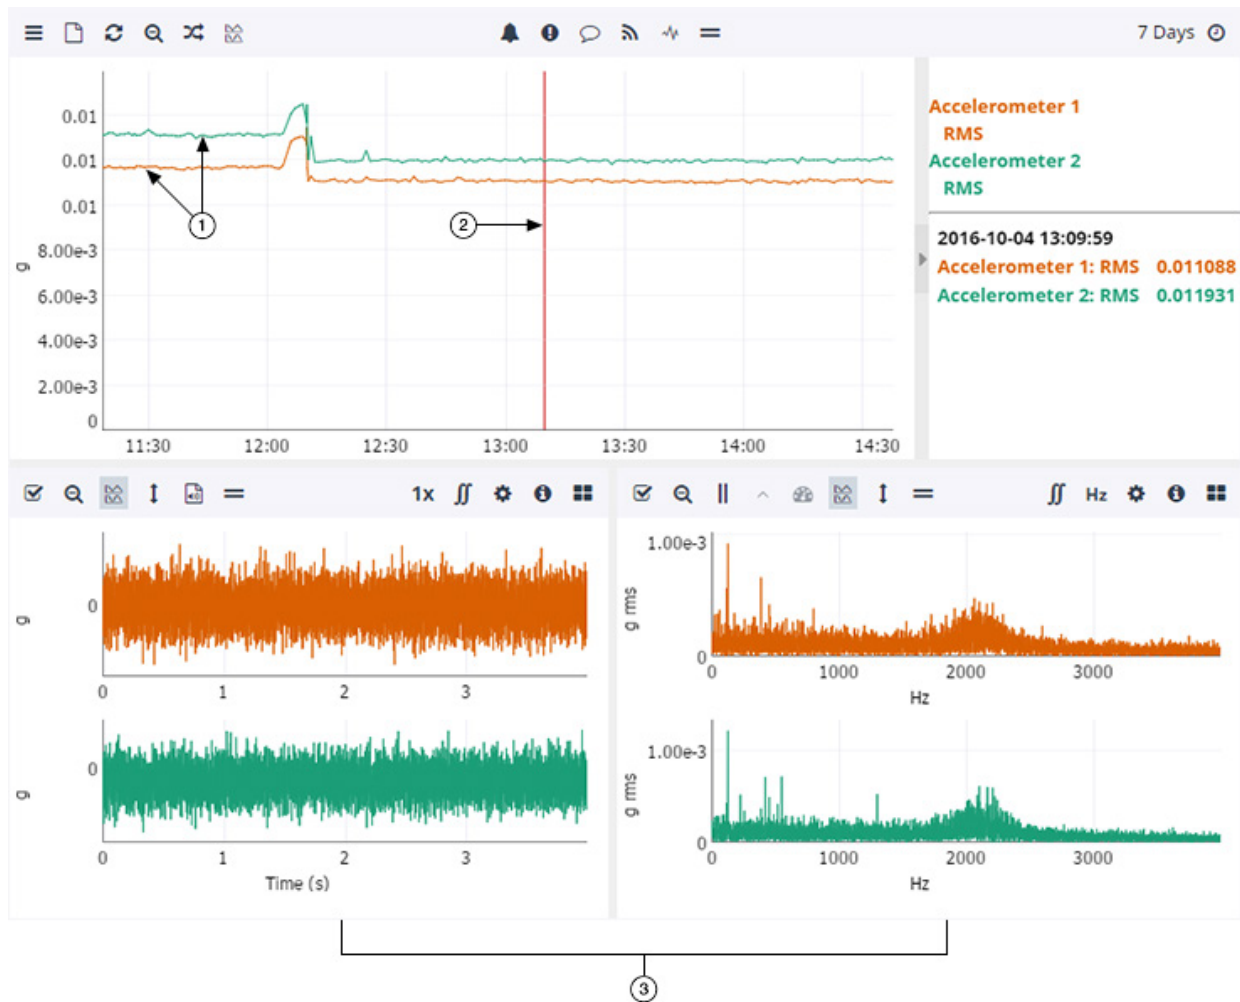 7 Days
0.01
0.01
0.01
8.00e-3
6.00e-3
4.00e-3
2.00e-3
0
g
11:30 12:00 12:30 13:00 13:30 14:00 14:30
1
2
Accelerometer 1
RMS
Accelerometer 2
RMS
2016-10-04 13:09:59
Accelerometer 1: RMS 0.011088
Accelerometer 2: RMS 0.011931
1x ∬
0
g
0 1 2 3
0
g
0 1 2 3
Time (s)
∬ Hz
1.00e-3
0
g rms
0 1000 2000 3000
Hz
1.00e-3
0
g rms
0 1000 2000 3000
Hz
3